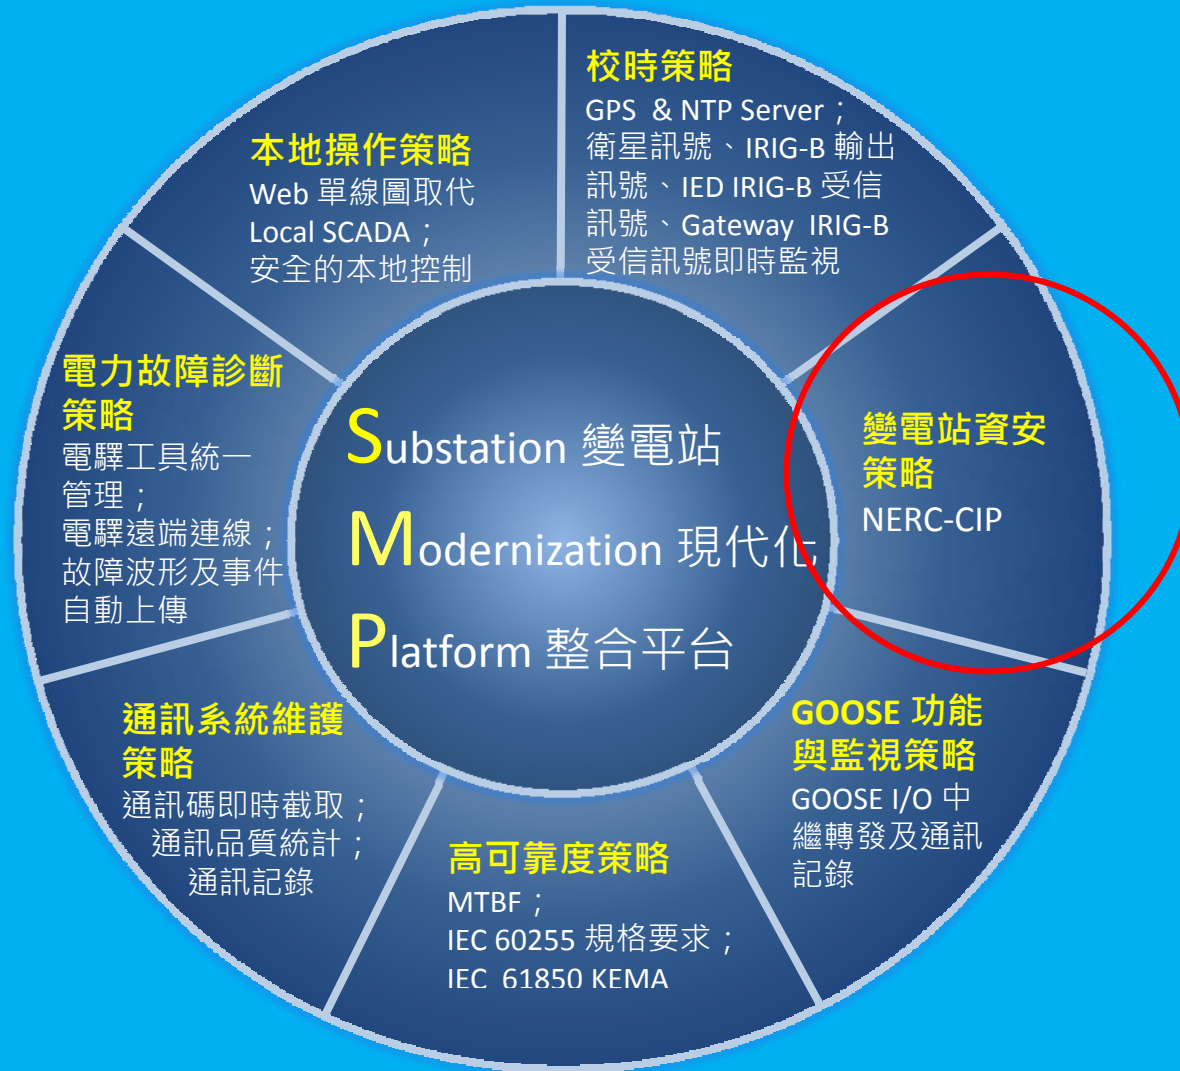 校時策略
GPS & NTP Server；
衛星訊號、IRIG-B 輸出
訊號、IED IRIG-B 受信
訊號、Gateway IRIG-B
受信訊號即時監視
本地操作策略
Web 單線圖取代
Local SCADA；
安全的本地控制
電力故障診斷
策略
電驛工具統一
管理；
電驛遠端連線；
故障波形及事件
自動上傳
Substation 變電站
Modernization 現代化
Platform 整合平台
變電站資安
策略
NERC-CIP
通訊系統維護
策略
通訊碼即時截取；
通訊品質統計；
通訊記錄
高可靠度策略
MTBF；
IEC 60255 規格要求；
IEC 61850 KEMA
GOOSE 功能
與監視策略
GOOSE I/O 中
繼轉發及通訊
記錄